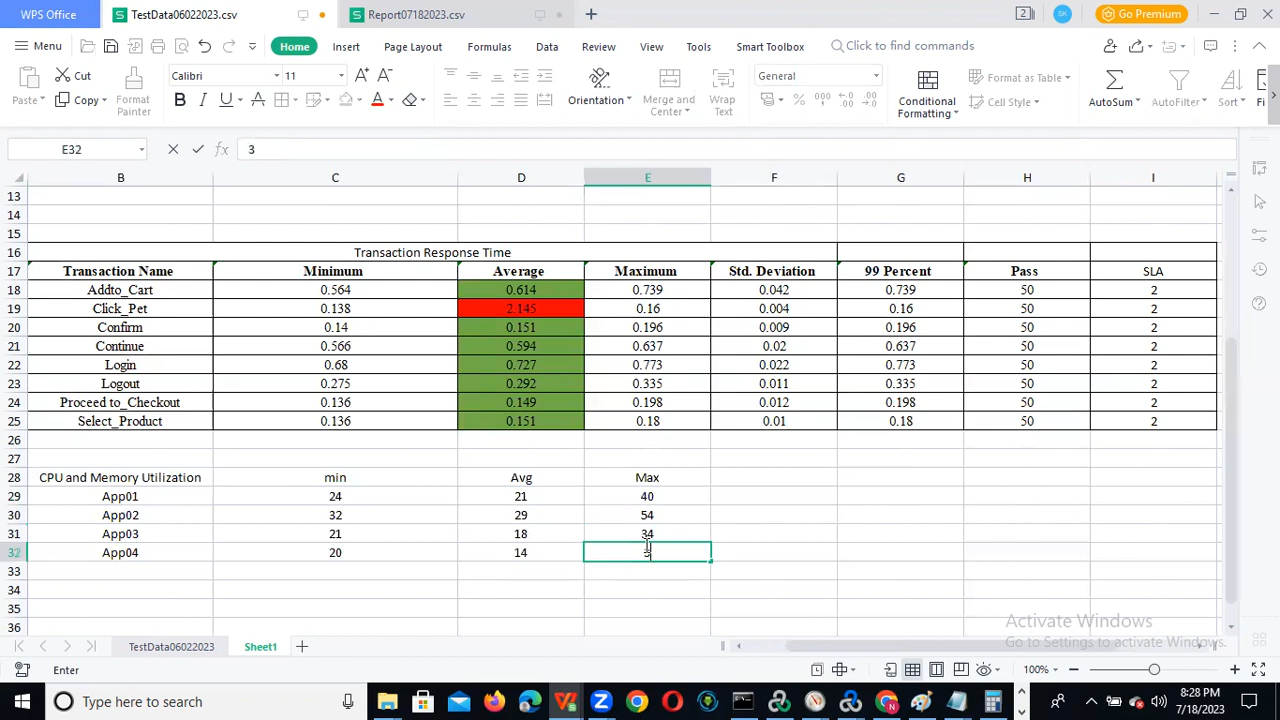 WPS Office TestData06022023.csv Report07182023.csv 2 SK Go Premium
Menu Home Insert Page Layout Formulas Data Review View Tools Smart Toolbox Search for commands
Cut Calibri 11 General Format as Table
Paste Copy Format Painter B I U A Orientation Merge and Center Wrap Text Conditional Formatting Cell Style AutoSum AutoFilter Sort Fi
E32 fx 3
B C D E F G H I
13
14
15
16 Transaction Response Time
17 Transaction Name Minimum Average Maximum Std. Deviation 99 Percent Pass SLA
18 Addto_Cart 0.564 0.614 0.739 0.042 0.739 50 2
19 Click_Pet 0.138 2.145 0.16 0.004 0.16 50 2
20 Confirm 0.14 0.151 0.196 0.009 0.196 50 2
21 Continue 0.566 0.594 0.637 0.02 0.637 50 2
22 Login 0.68 0.727 0.773 0.022 0.773 50 2
23 Logout 0.275 0.292 0.335 0.011 0.335 50 2
24 Proceed to_Checkout 0.136 0.149 0.198 0.012 0.198 50 2
25 Select_Product 0.136 0.151 0.18 0.01 0.18 50 2
26
27
28 CPU and Memory Utilization min Avg Max
29 App01 24 21 40
30 App02 32 29 54
31 App03 21 18 34
32 App04 20 14 3
33
34
35
36
Activate Windows
Go to Settings to activate Windows.
TestData06022023 Sheet1
Enter 100%
Type here to search 8:28 PM
7/18/2023